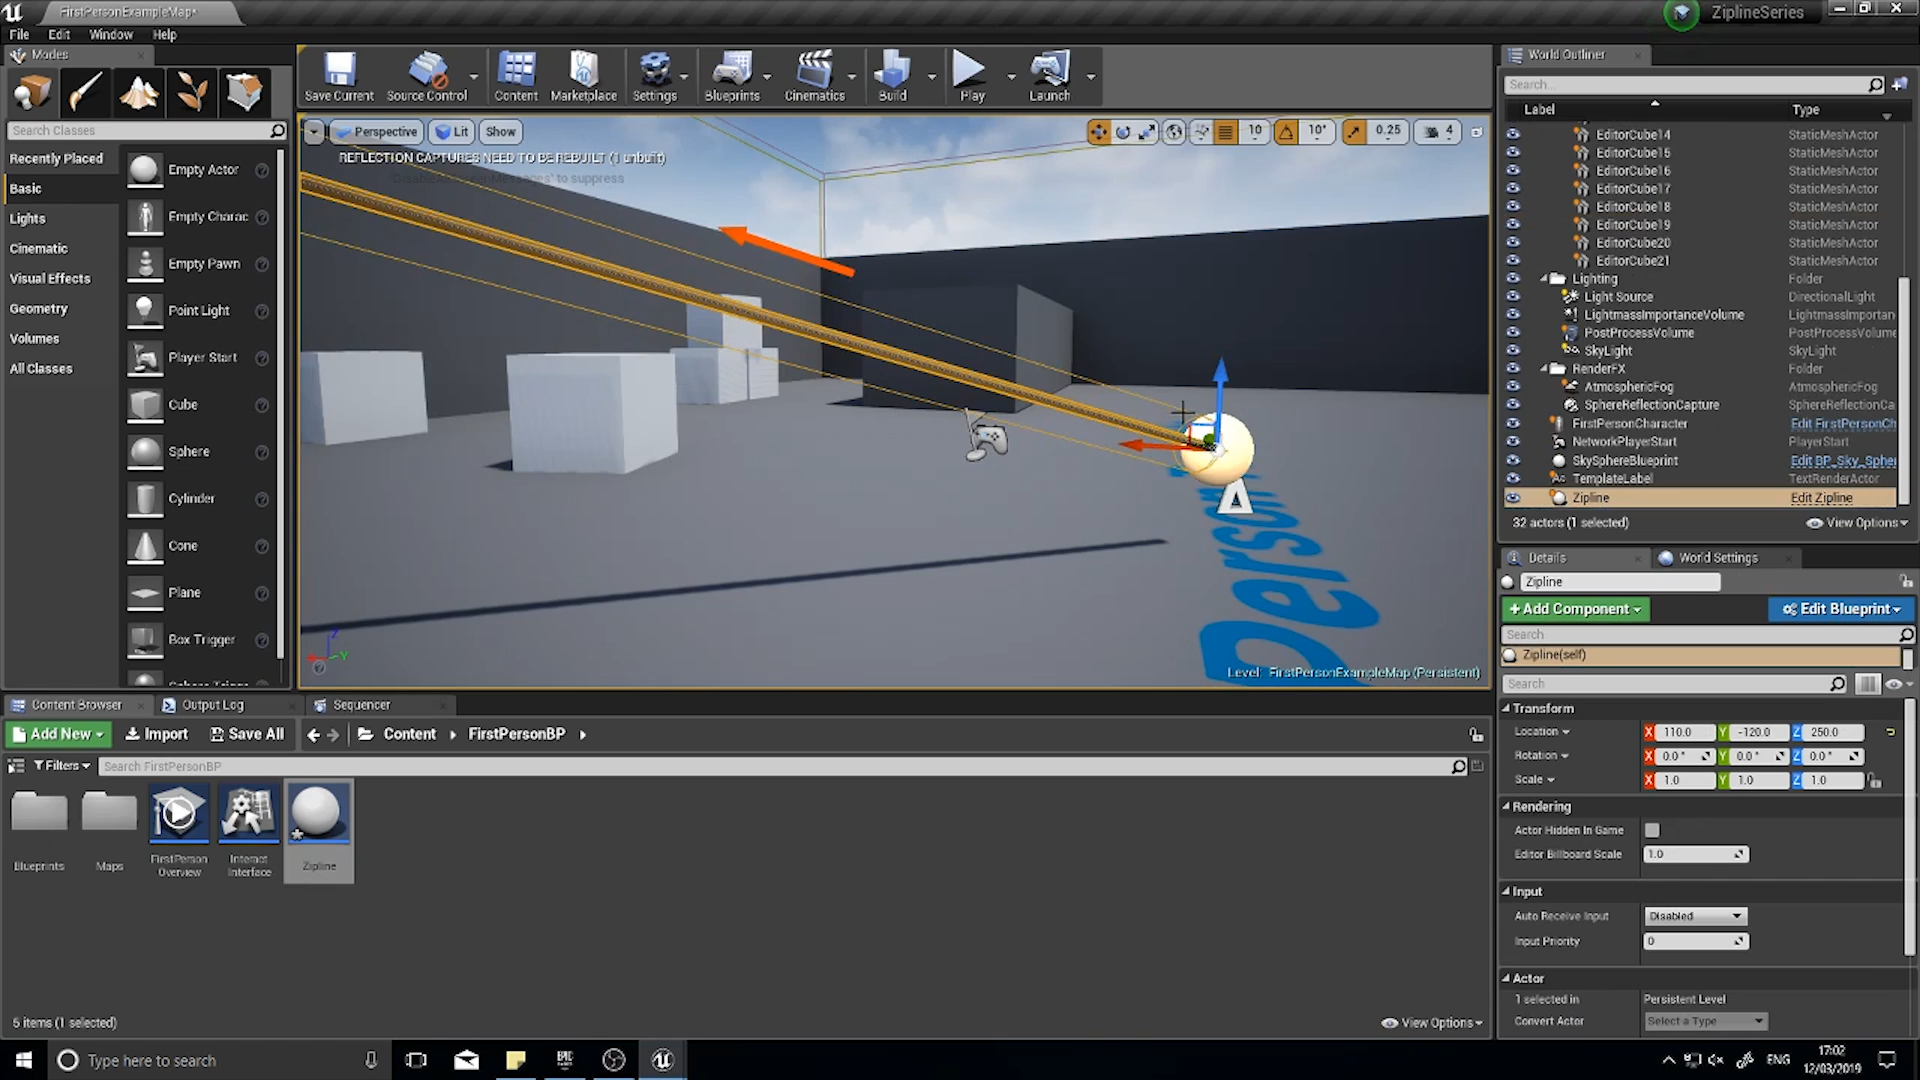 FirstPersonExampleMap*
ZiplineSeries
File Edit Window Help
Modes
Search Classes
Recently Placed
Basic
Lights
Cinematic
Visual Effects
Geometry
Volumes
All Classes
Empty Actor
Empty Charac
Empty Pawn
Point Light
Player Start
Cube
Sphere
Cylinder
Cone
Plane
Box Trigger
Save Current Source Control Content Marketplace Settings Blueprints Cinematics Build Play Launch
Perspective Lit Show
10 10° 0.25 4
REFLECTION CAPTURES NEED TO BE REBUILT (1 unbuilt)
to suppress
Level: FirstPersonExampleMap (Persistent)
World Outliner
Search...
Label Type
EditorCube14 StaticMeshActor
EditorCube15 StaticMeshActor
EditorCube16 StaticMeshActor
EditorCube17 StaticMeshActor
EditorCube18 StaticMeshActor
EditorCube19 StaticMeshActor
EditorCube20 StaticMeshActor
EditorCube21 StaticMeshActor
Lighting Folder
Light Source DirectionalLight
LightmassImportanceVolume LightmassImportan
PostProcessVolume PostProcessVolume
SkyLight SkyLight
RenderFX Folder
AtmosphericFog AtmosphericFog
SphereReflectionCapture SphereReflectionCa
FirstPersonCharacter Edit FirstPersonCh
NetworkPlayerStart PlayerStart
SkySphereBlueprint Edit BP_Sky_Sphe
TemplateLabel TextRenderActor
Zipline Edit Zipline
32 actors (1 selected) View Options
Details World Settings
Zipline
+Add Component Edit Blueprint
Search
Zipline(self)
Search
Transform
Location X 110.0 Y -120.0 Z 250.0
Rotation X 0.0° Y 0.0° Z 0.0°
Scale X 1.0 Y 1.0 Z 1.0
Rendering
Actor Hidden In Game
Editor Billboard Scale 1.0
Input
Auto Receive Input Disabled
Input Priority 0
Actor
1 selected in Persistent Level
Convert Actor Select a Type
Content Browser Output Log Sequencer
Add New Import Save All Content FirstPersonBP
Filters Search FirstPersonBP
Blueprints
Maps
FirstPerson
Overview
Interact
Interface
Zipline
5 items (1 selected) View Options
Type here to search
ENG
17:02
12/03/2019